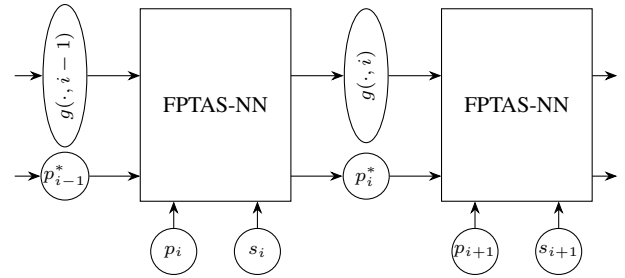 g(·, i − 1)
FPTAS-NN
g(·, i)
FPTAS-NN
p*_{i−1}
p*_i
p_i
s_i
p_{i+1}
s_{i+1}